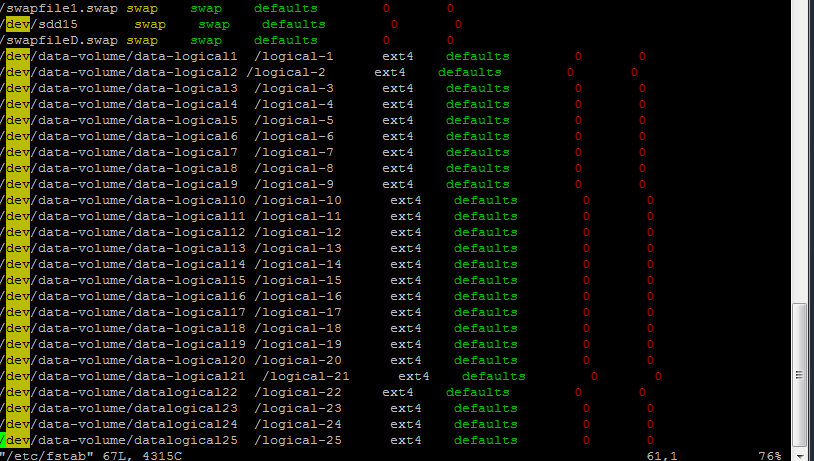 /swapfile1.swap swap swap defaults 0 0
/dev/sdd15 swap swap defaults 0 0
/swapfileD.swap swap swap defaults 0 0
/dev/data-volume/data-logical1 /logical-1 ext4 defaults 0 0
/dev/data-volume/data-logical2 /logical-2 ext4 defaults 0 0
/dev/data-volume/data-logical3 /logical-3 ext4 defaults 0 0
/dev/data-volume/data-logical4 /logical-4 ext4 defaults 0 0
/dev/data-volume/data-logical5 /logical-5 ext4 defaults 0 0
/dev/data-volume/data-logical6 /logical-6 ext4 defaults 0 0
/dev/data-volume/data-logical7 /logical-7 ext4 defaults 0 0
/dev/data-volume/data-logical8 /logical-8 ext4 defaults 0 0
/dev/data-volume/data-logical9 /logical-9 ext4 defaults 0 0
/dev/data-volume/data-logical10 /logical-10 ext4 defaults 0 0
/dev/data-volume/data-logical11 /logical-11 ext4 defaults 0 0
/dev/data-volume/data-logical12 /logical-12 ext4 defaults 0 0
/dev/data-volume/data-logical13 /logical-13 ext4 defaults 0 0
/dev/data-volume/data-logical14 /logical-14 ext4 defaults 0 0
/dev/data-volume/data-logical15 /logical-15 ext4 defaults 0 0
/dev/data-volume/data-logical16 /logical-16 ext4 defaults 0 0
/dev/data-volume/data-logical17 /logical-17 ext4 defaults 0 0
/dev/data-volume/data-logical18 /logical-18 ext4 defaults 0 0
/dev/data-volume/data-logical19 /logical-19 ext4 defaults 0 0
/dev/data-volume/data-logical20 /logical-20 ext4 defaults 0 0
/dev/data-volume/data-logical21 /logical-21 ext4 defaults 0 0
/dev/data-volume/datalogical22 /logical-22 ext4 defaults 0 0
/dev/data-volume/datalogical23 /logical-23 ext4 defaults 0 0
/dev/data-volume/datalogical24 /logical-24 ext4 defaults 0 0
/dev/data-volume/datalogical25 /logical-25 ext4 defaults 0 0
"/etc/fstab" 67L, 4315C 61,1 76%